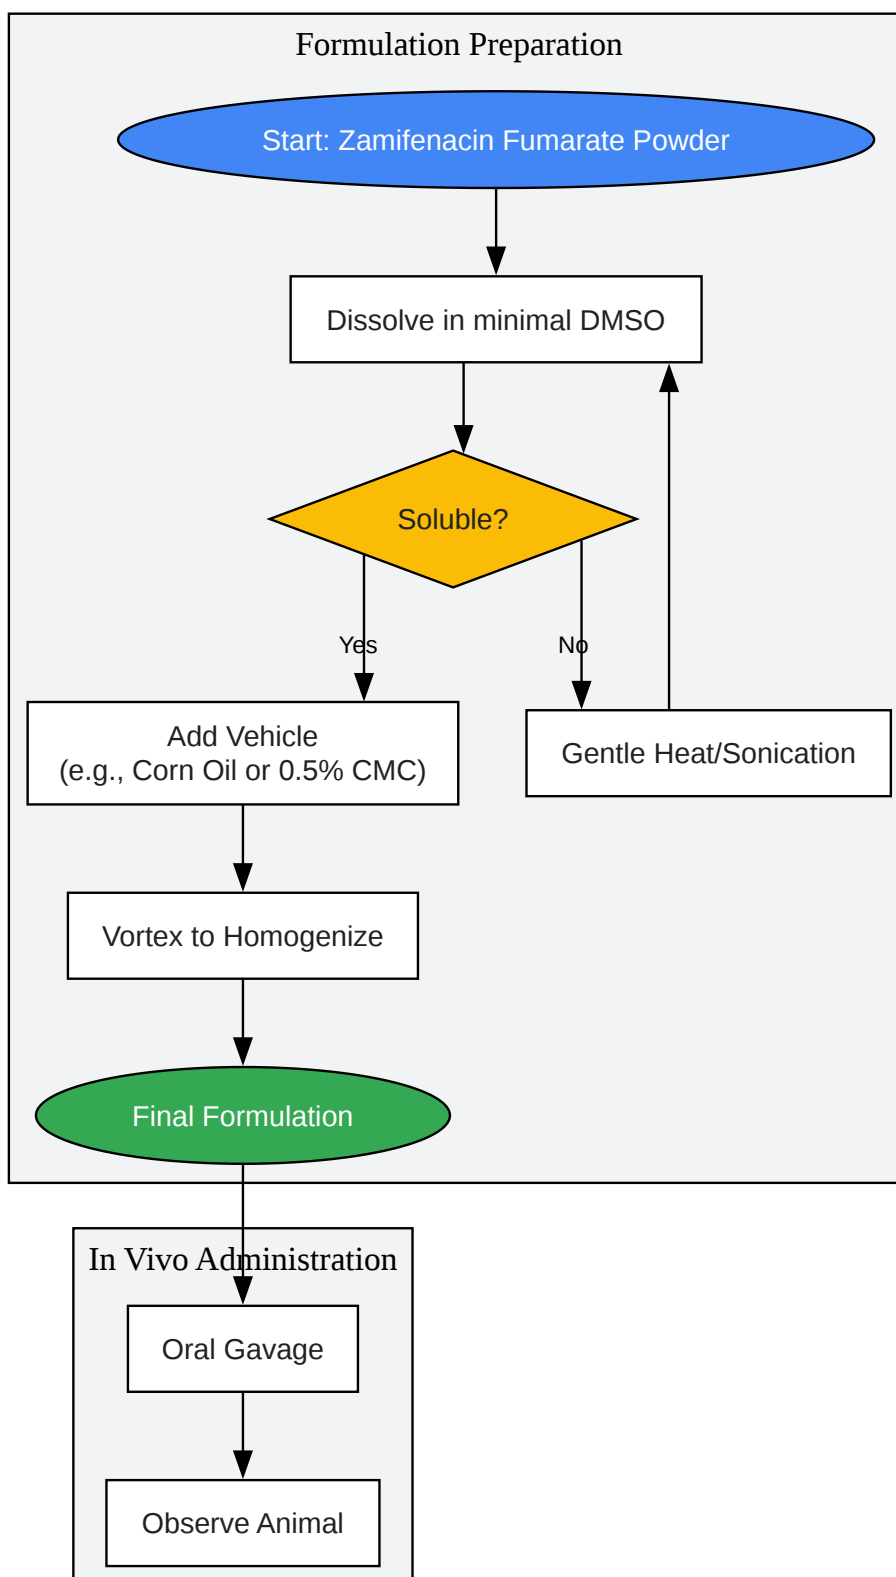 Formulation Preparation
Start: Zamifenacin Fumarate Powder
Dissolve in minimal DMSO
Soluble?
Yes
No
Add Vehicle
(e.g., Corn Oil or 0.5% CMC)
Gentle Heat/Sonication
Vortex to Homogenize
Final Formulation
In Vivo Administration
Oral Gavage
Observe Animal